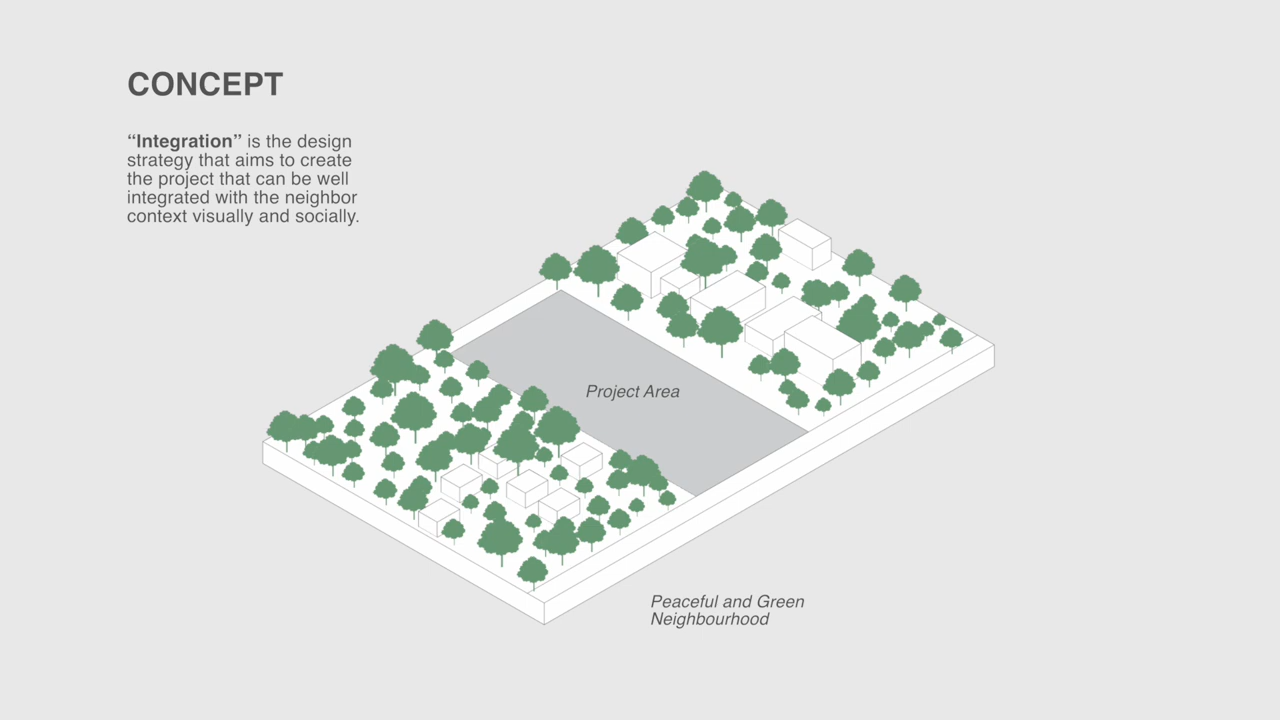 CONCEPT
“Integration” is the design
strategy that aims to create
the project that can be well
integrated with the neighbor
context visually and socially.
Project Area
Peaceful and Green
Neighbourhood